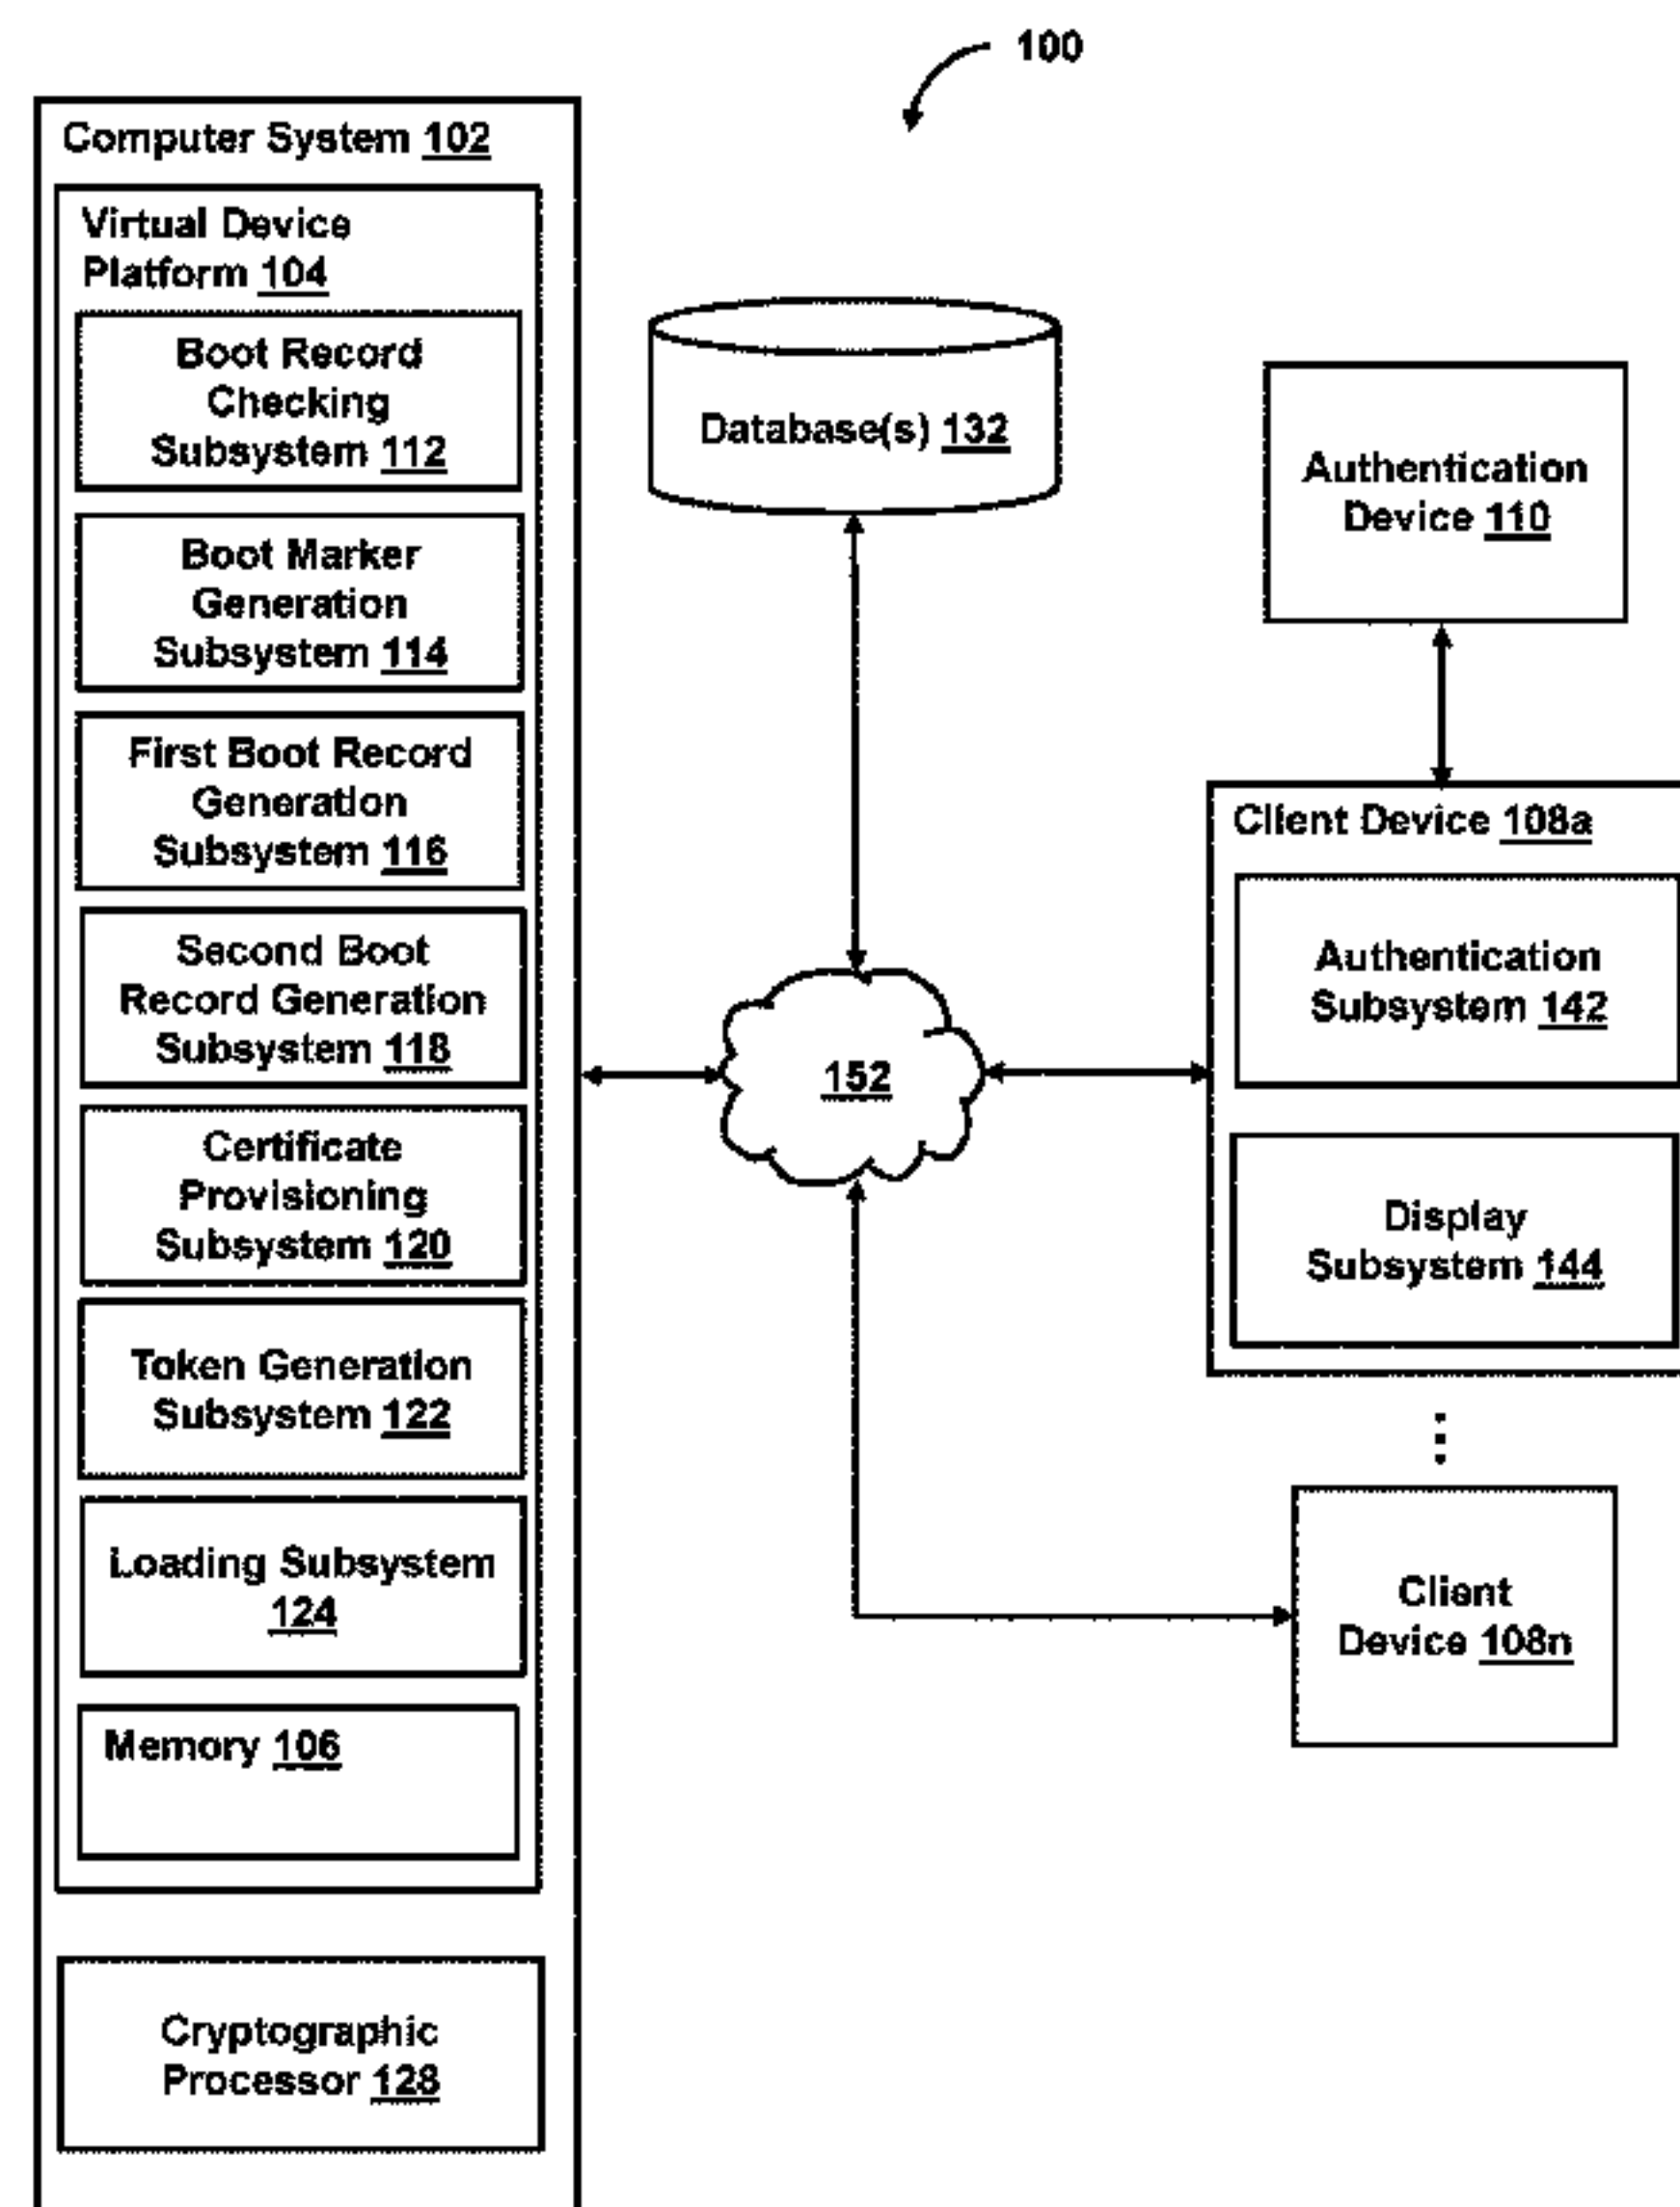 100
Computer System 102
Virtual Device
Platform 104
Boot Record
Checking
Subsystem 112
Boot Marker
Generation
Subsystem 114
First Boot Record
Generation
Subsystem 116
Second Boot
Record Generation
Subsystem 118
Certificate
Provisioning
Subsystem 120
Token Generation
Subsystem 122
Loading Subsystem
124
Memory 106
Cryptographic
Processor 128
Database(s) 132
152
Authentication
Device 110
Client Device 108a
Authentication
Subsystem 142
Display
Subsystem 144
Client
Device 108n